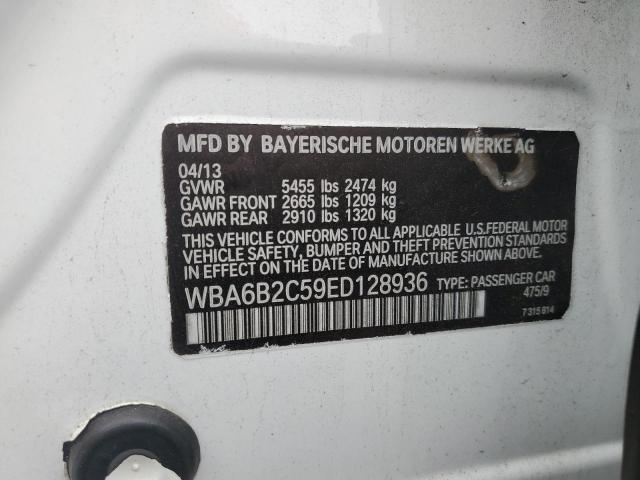 MFD BY BAYERISCHE MOTOREN WERKE AG
04/13
GVWR 5455 lbs 2474 kg
GAWR FRONT 2665 lbs 1209 kg
GAWR REAR 2910 lbs 1320 kg
THIS VEHICLE CONFORMS TO ALL APPLICABLE U.S.FEDERAL MOTOR
VEHICLE SAFETY, BUMPER AND THEFT PREVENTION STANDARDS
IN EFFECT ON THE DATE OF MANUFACTURE SHOWN ABOVE.
WBA6B2C59ED128936 TYPE: PASSENGER CAR
475/9
7 315 814